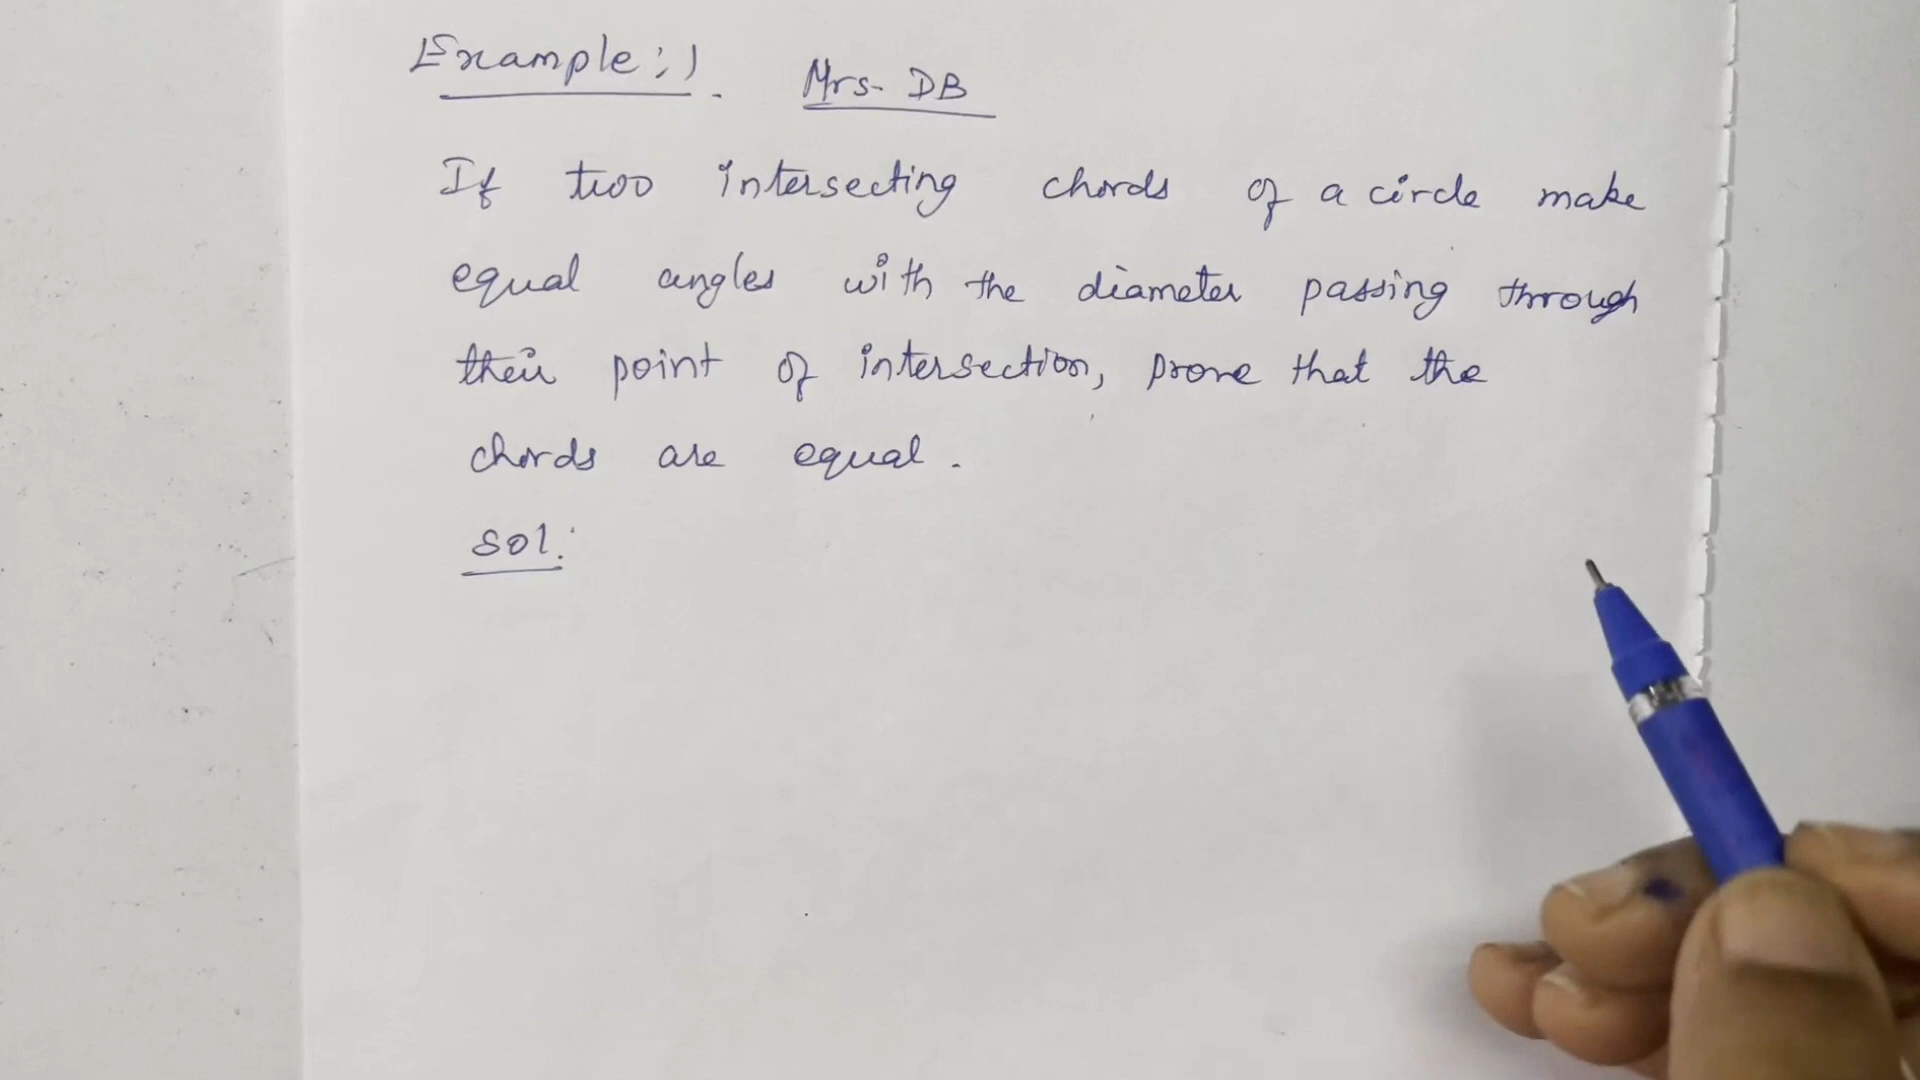 Example:1.
Mrs- DB
If two intersecting chords of a circle make
equal angles with the diameter passing through
their point of intersection, prove that the
chords are equal.
Sol: